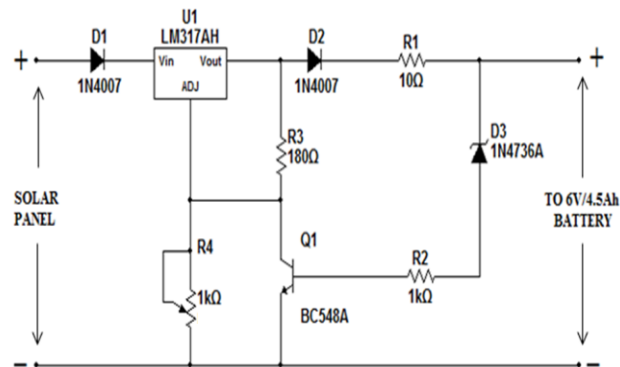 U1
LM317AH
D1
1N4007
Vin
Vout
ADJ
D2
1N4007
R1
10Ω
+
+
R3
180Ω
D3
1N4736A
SOLAR
PANEL
TO 6V/4.5Ah
BATTERY
R4
1kΩ
Q1
BC548A
R2
1kΩ
-
-